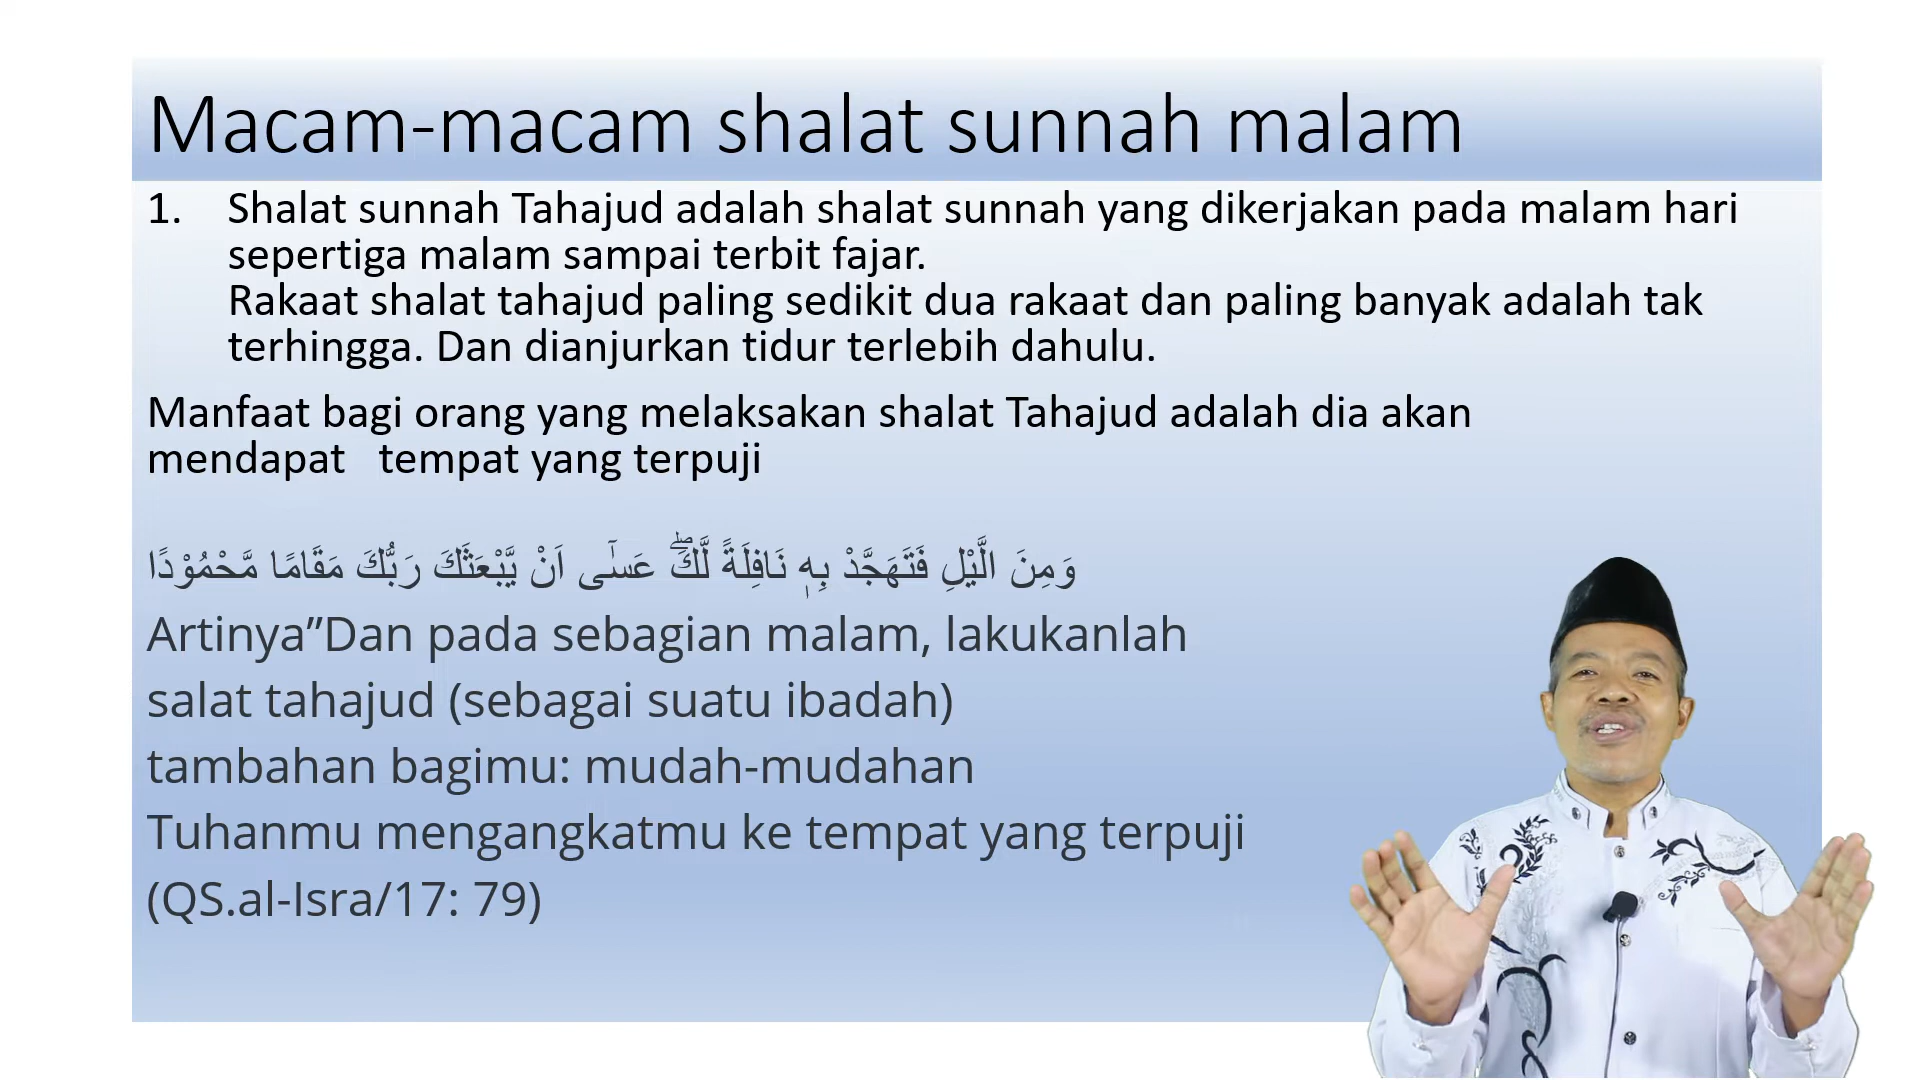 Macam-macam shalat sunnah malam
1. Shalat sunnah Tahajud adalah shalat sunnah yang dikerjakan pada malam hari
sepertiga malam sampai terbit fajar.
Rakaat shalat tahajud paling sedikit dua rakaat dan paling banyak adalah tak
terhingga. Dan dianjurkan tidur terlebih dahulu.
Manfaat bagi orang yang melaksakan shalat Tahajud adalah dia akan
mendapat tempat yang terpuji
وَمِنَ الَّيْلِ فَتَهَجَّدْ بِهٖ نَافِلَةً لَّكَۖ عَسٰٓى اَنْ يَّبْعَثَكَ رَبُّكَ مَقَامًا مَّحْمُوْدًا
Artinya”Dan pada sebagian malam, lakukanlah
salat tahajud (sebagai suatu ibadah)
tambahan bagimu: mudah-mudahan
Tuhanmu mengangkatmu ke tempat yang terpuji
(QS.al-Isra/17: 79)